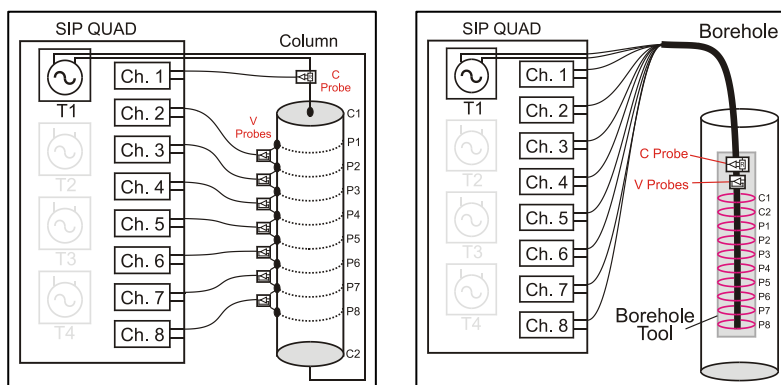 SIP QUAD
Column
T1
T2
T3
T4
Ch. 1
Ch. 2
Ch. 3
Ch. 4
Ch. 5
Ch. 6
Ch. 7
Ch. 8
C
Probe
V
Probes
C1
P1
P2
P3
P4
P5
P6
P7
P8
C2
SIP QUAD
Borehole
T1
T2
T3
T4
Ch. 1
Ch. 2
Ch. 3
Ch. 4
Ch. 5
Ch. 6
Ch. 7
Ch. 8
C Probe
V Probes
C1
C2
P1
P2
P3
P4
P5
P6
P7
P8
Borehole
Tool